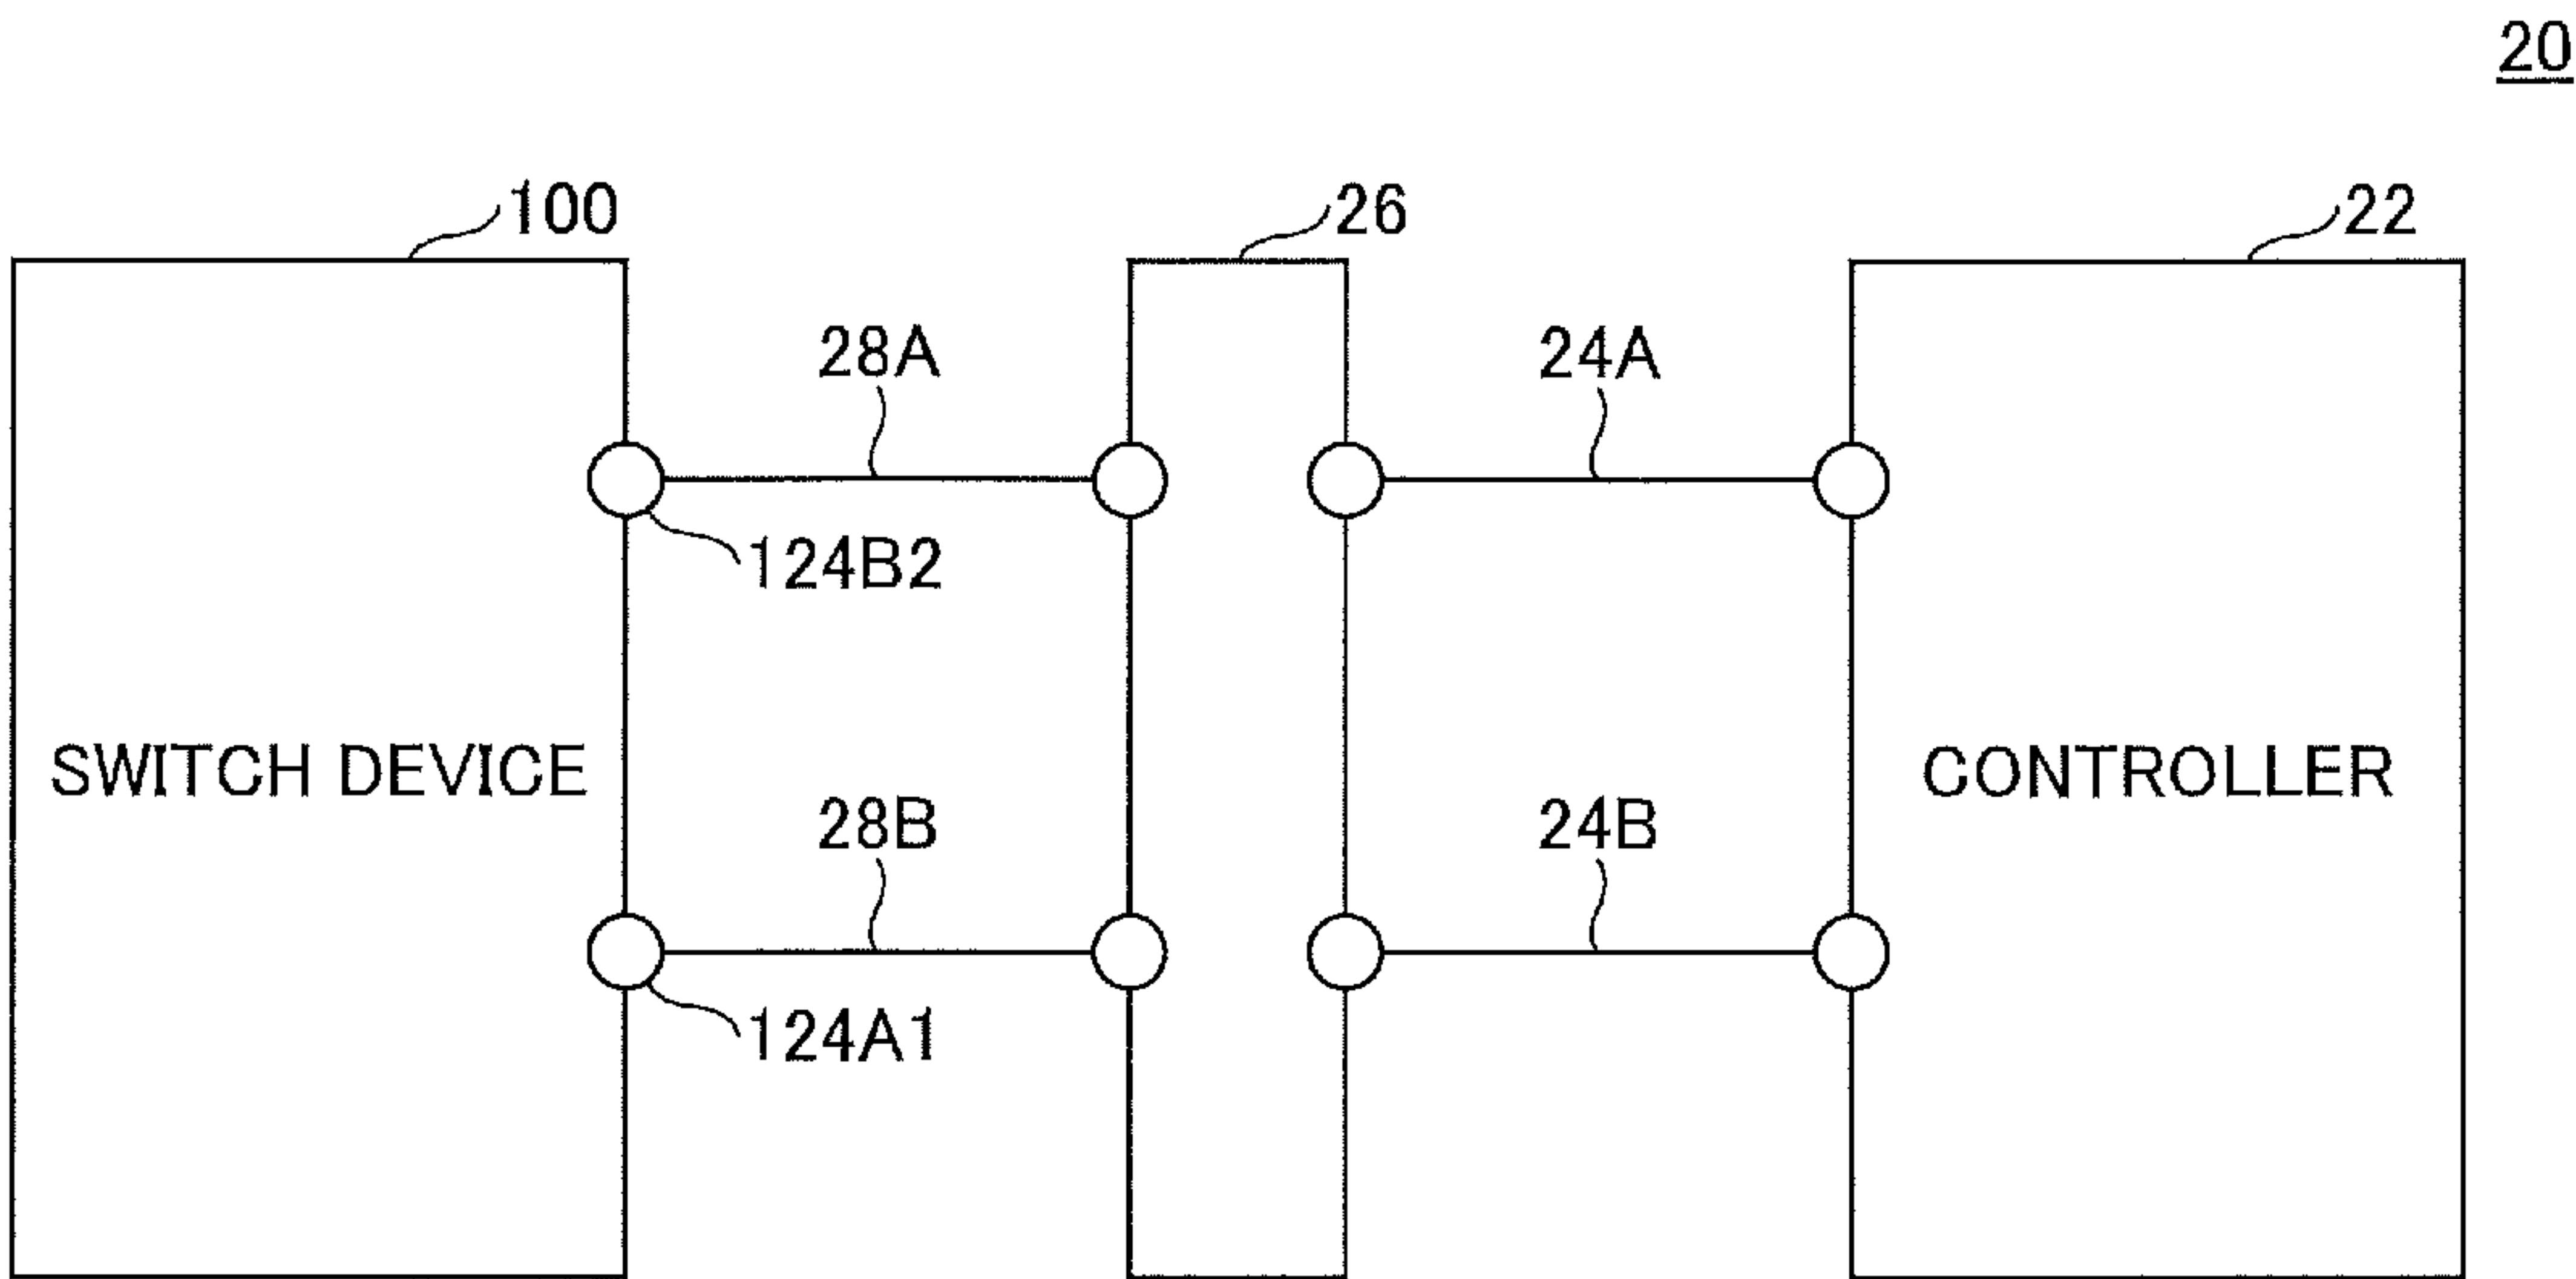 20
100
26
22
28A
24A
124B2
SWITCH DEVICE
CONTROLLER
28B
24B
124A1